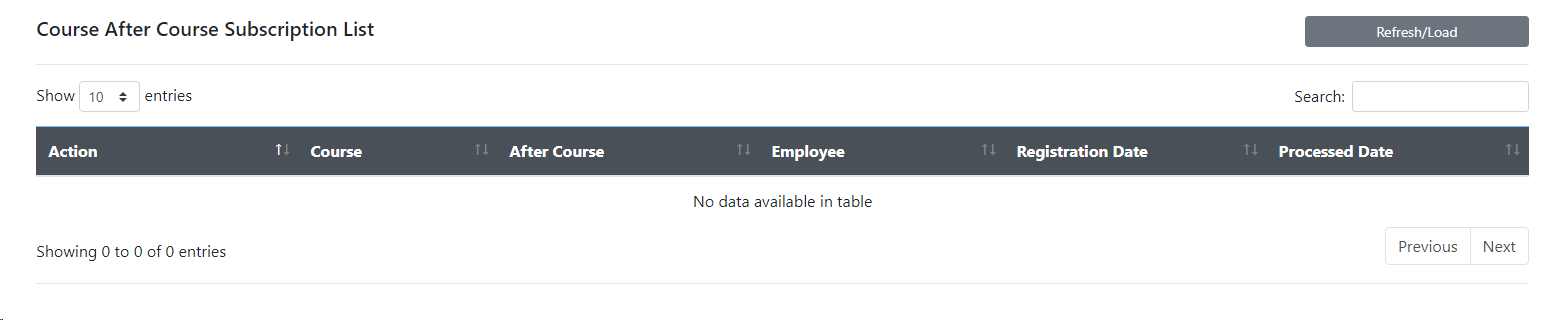 Course After Course Subscription List Refresh/Load
Show 10 entries Search:
Action Course After Course Employee Registration Date Processed Date
No data available in table
Showing 0 to 0 of 0 entries Previous Next